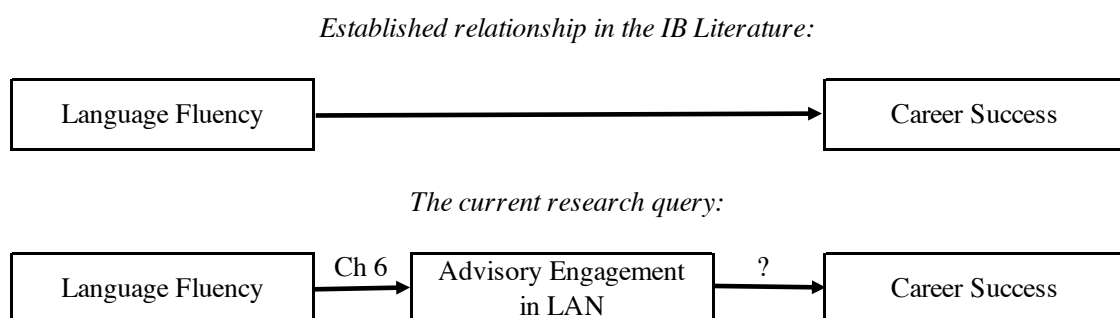 Established relationship in the IB Literature:
Language Fluency
Career Success
The current research query:
Language Fluency
Ch 6
Advisory Engagement
in LAN
?
Career Success